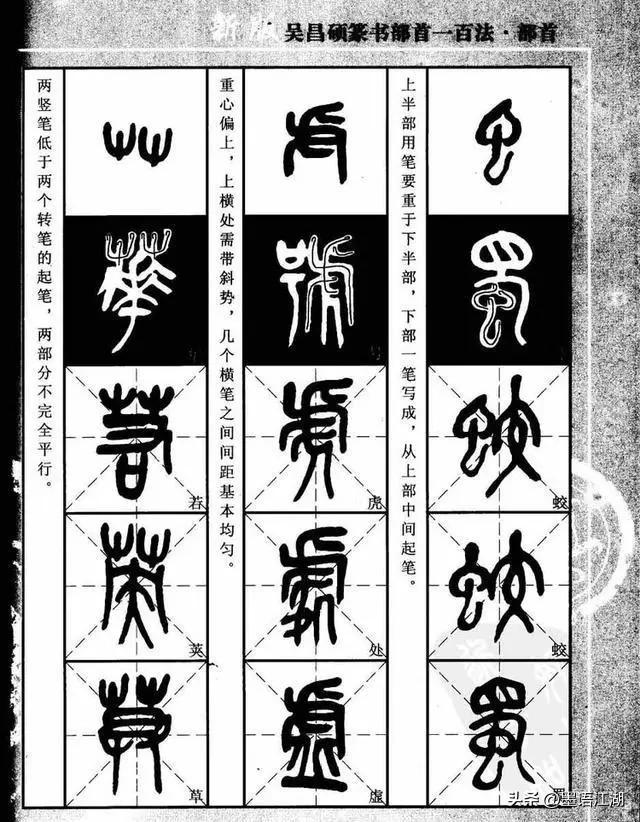 新版 吴昌硕篆书部首一百法·部首
蛟
蛟
蜀
上半部用笔要重于下半部，下部一笔写成，从上部中间起笔。
虎
处
虚
重心偏上，上横处需带斜势，几个横笔之间间距基本均匀。
若
荚
草
两竖笔低于两个转笔的起笔，两部分不完全平行。
头条 @墨语江湖